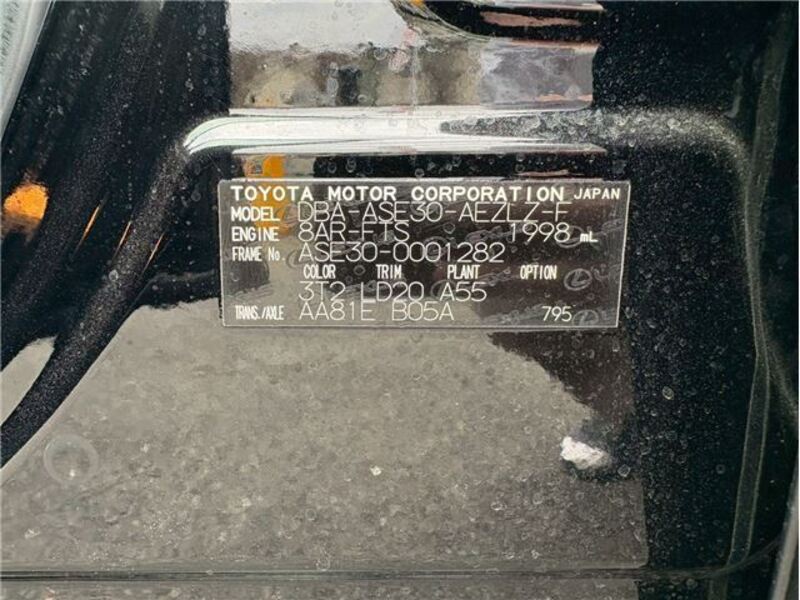 TOYOTA MOTOR CORPORATION JAPAN
MODEL DBA-ASE30-AEZLZ-F
ENGINE 8AR-FTS 1998 mL
FRAME No. ASE30-0001282
COLOR TRIM PLANT OPTION
3T2 LD20 A55
TRANS./AXLE AA81E B05A 795